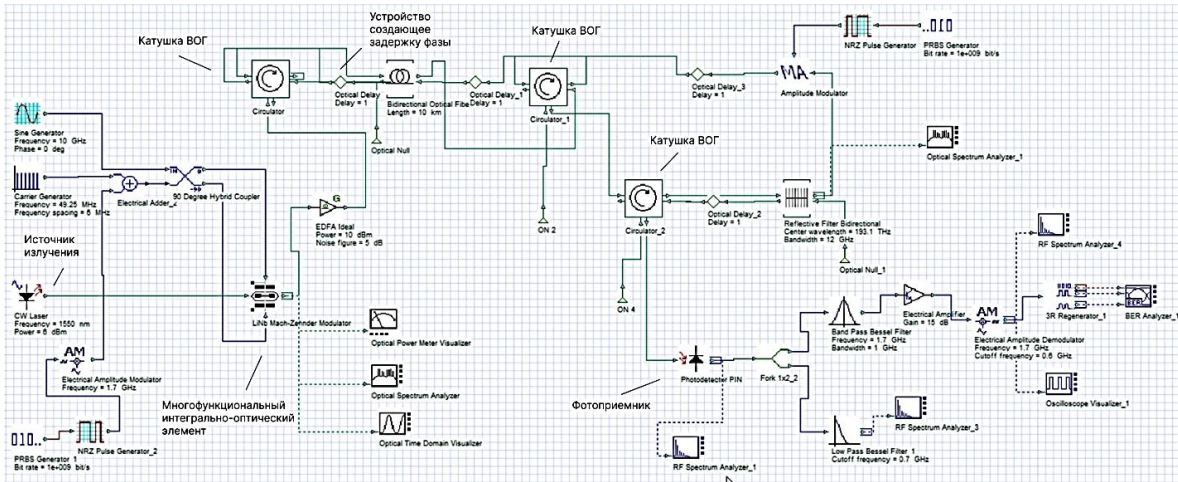 Устройство
создающее
задержку фазы
Катушка ВОГ
Катушка ВОГ
NRZ Pulse Generator
PRBS Generator
Bit rate = 1e+009 bit/s
Circulator
Optical Delay
Delay = 1
Bidirectional Optical Fiber
Length = 10 km
Optical Delay_1
Delay = 1
Circulator_1
Optical Delay_3
Delay = 1
MA
Amplitude Modulator
Optical Null
Sine Generator
Frequency = 10 GHz
Phase = 0 deg
Катушка ВОГ
Optical Spectrum Analyzer_1
Carrier Generator
Frequency = 49.25 MHz
Frequency spacing = 6 MHz
Electrical Adder_2
90 Degree Hybrid Coupler
G
EDFA Ideal
Power = 10 dBm
Noise figure = 5 dB
ON 2
Circulator_2
Optical Delay_2
Delay = 1
Reflective Filter Bidirectional
Center wavelength = 193.1 THz
Bandwidth = 12 GHz
Optical Null_1
RF Spectrum Analyzer_4
Источник
излучения
CW Laser
Frequency = 1550 nm
Power = 6 dBm
LiNb Mach-Zehnder Modulator
ON 4
Optical Power Meter Visualizer
Band Pass Bessel Filter
Frequency = 1.7 GHz
Bandwidth = 1 GHz
Electrical Amplifier
Gain = 15 dB
AM
Electrical Amplitude Demodulator
Frequency = 1.7 GHz
Cutoff frequency = 0.6 GHz
3R Regenerator_1
BER
BER Analyzer_1
AM
Electrical Amplitude Modulator
Frequency = 1.7 GHz
Optical Spectrum Analyzer
Многофункциональный
интегрально-оптический
элемент
Фотоприемник
Photodetector PIN
Fork 1x2_2
Oscilloscope Visualizer_1
Optical Time Domain Visualizer
PRBS Generator_1
Bit rate = 1e+009 bit/s
NRZ Pulse Generator_2
RF Spectrum Analyzer_1
Low Pass Bessel Filter_1
Cutoff frequency = 0.7 GHz
RF Spectrum Analyzer_3